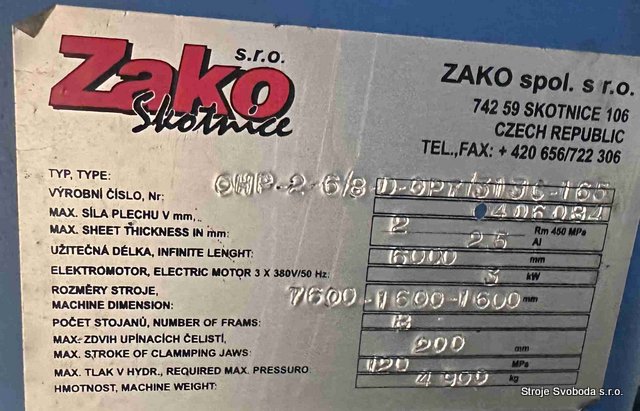 Zako s.r.o.
Skotnice
ZAKO spol. s r.o.
742 59 SKOTNICE 106
CZECH REPUBLIC
TEL.,FAX: + 420 656/722 306
TYP, TYPE:
VÝROBNÍ ČÍSLO, Nr: 0406084
MAX. SÍLA PLECHU V mm, 2 Rm 450 MPa
MAX. SHEET THICKNESS IN mm: 2,5 Al
UŽITEČNÁ DÉLKA, INFINITE LENGHT: 6000 mm
ELEKTROMOTOR, ELECTRIC MOTOR 3 X 380V/50 Hz: 3 kW
ROZMĚRY STROJE,
MACHINE DIMENSION: 7600-1600-1600 mm
POČET STOJANŮ, NUMBER OF FRAMS: 8
MAX. ZDVIH UPÍNACÍCH ČELISTÍ,
MAX. STROKE OF CLAMMPING JAWS: 200 mm
MAX. TLAK V HYDR., REQUIRED MAX. PRESSURO: 120 MPa
HMOTNOST, MACHINE WEIGHT: 4 900 kg
Stroje Svoboda s.r.o.